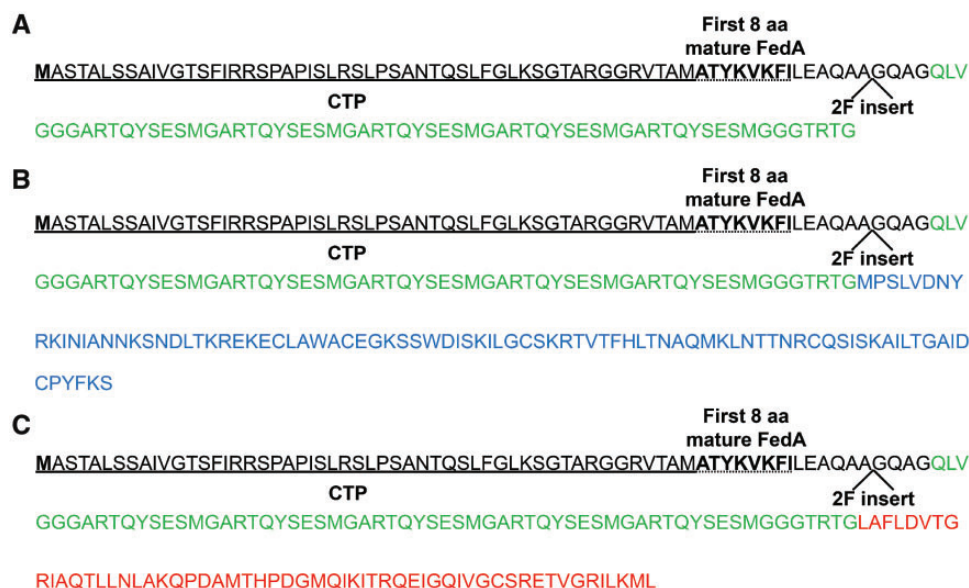 A
First 8 aa
mature FedA
MASTALSSAIVGTSFIRRSPAPISLRSLPSANTQSLFGLKSGTARGGRVTAMATYKVKFILEAQAAGQAGQLV
CTP
2F insert
GGGARTQYSESMGARTQYSESMGARTQYSESMGARTQYSESMGARTQYSESMGGGTRTG
B
First 8 aa
mature FedA
MASTALSSAIVGTSFIRRSPAPISLRSLPSANTQSLFGLKSGTARGGRVTAMATYKVKFILEAQAAGQAGQLV
CTP
2F insert
GGGARTQYSESMGARTQYSESMGARTQYSESMGARTQYSESMGARTQYSESMGGGTRTGMPSLVDNY
RKINIANNKSNDLTKREKECLAWACEGKSSWDISKILGCSKRTVTFHLTNAQMKLNTTNRCQSISKAILTGAID
CPYFKS
C
First 8 aa
mature FedA
MASTALSSAIVGTSFIRRSPAPISLRSLPSANTQSLFGLKSGTARGGRVTAMATYKVKFILEAQAAGQAGQLV
CTP
2F insert
GGGARTQYSESMGARTQYSESMGARTQYSESMGARTQYSESMGARTQYSESMGGGTRTGLAFLDVTG
RIAQTLLNLAKQPDAMTHPDGMQIKITRQEIGQIVGCSRETVGRILKML